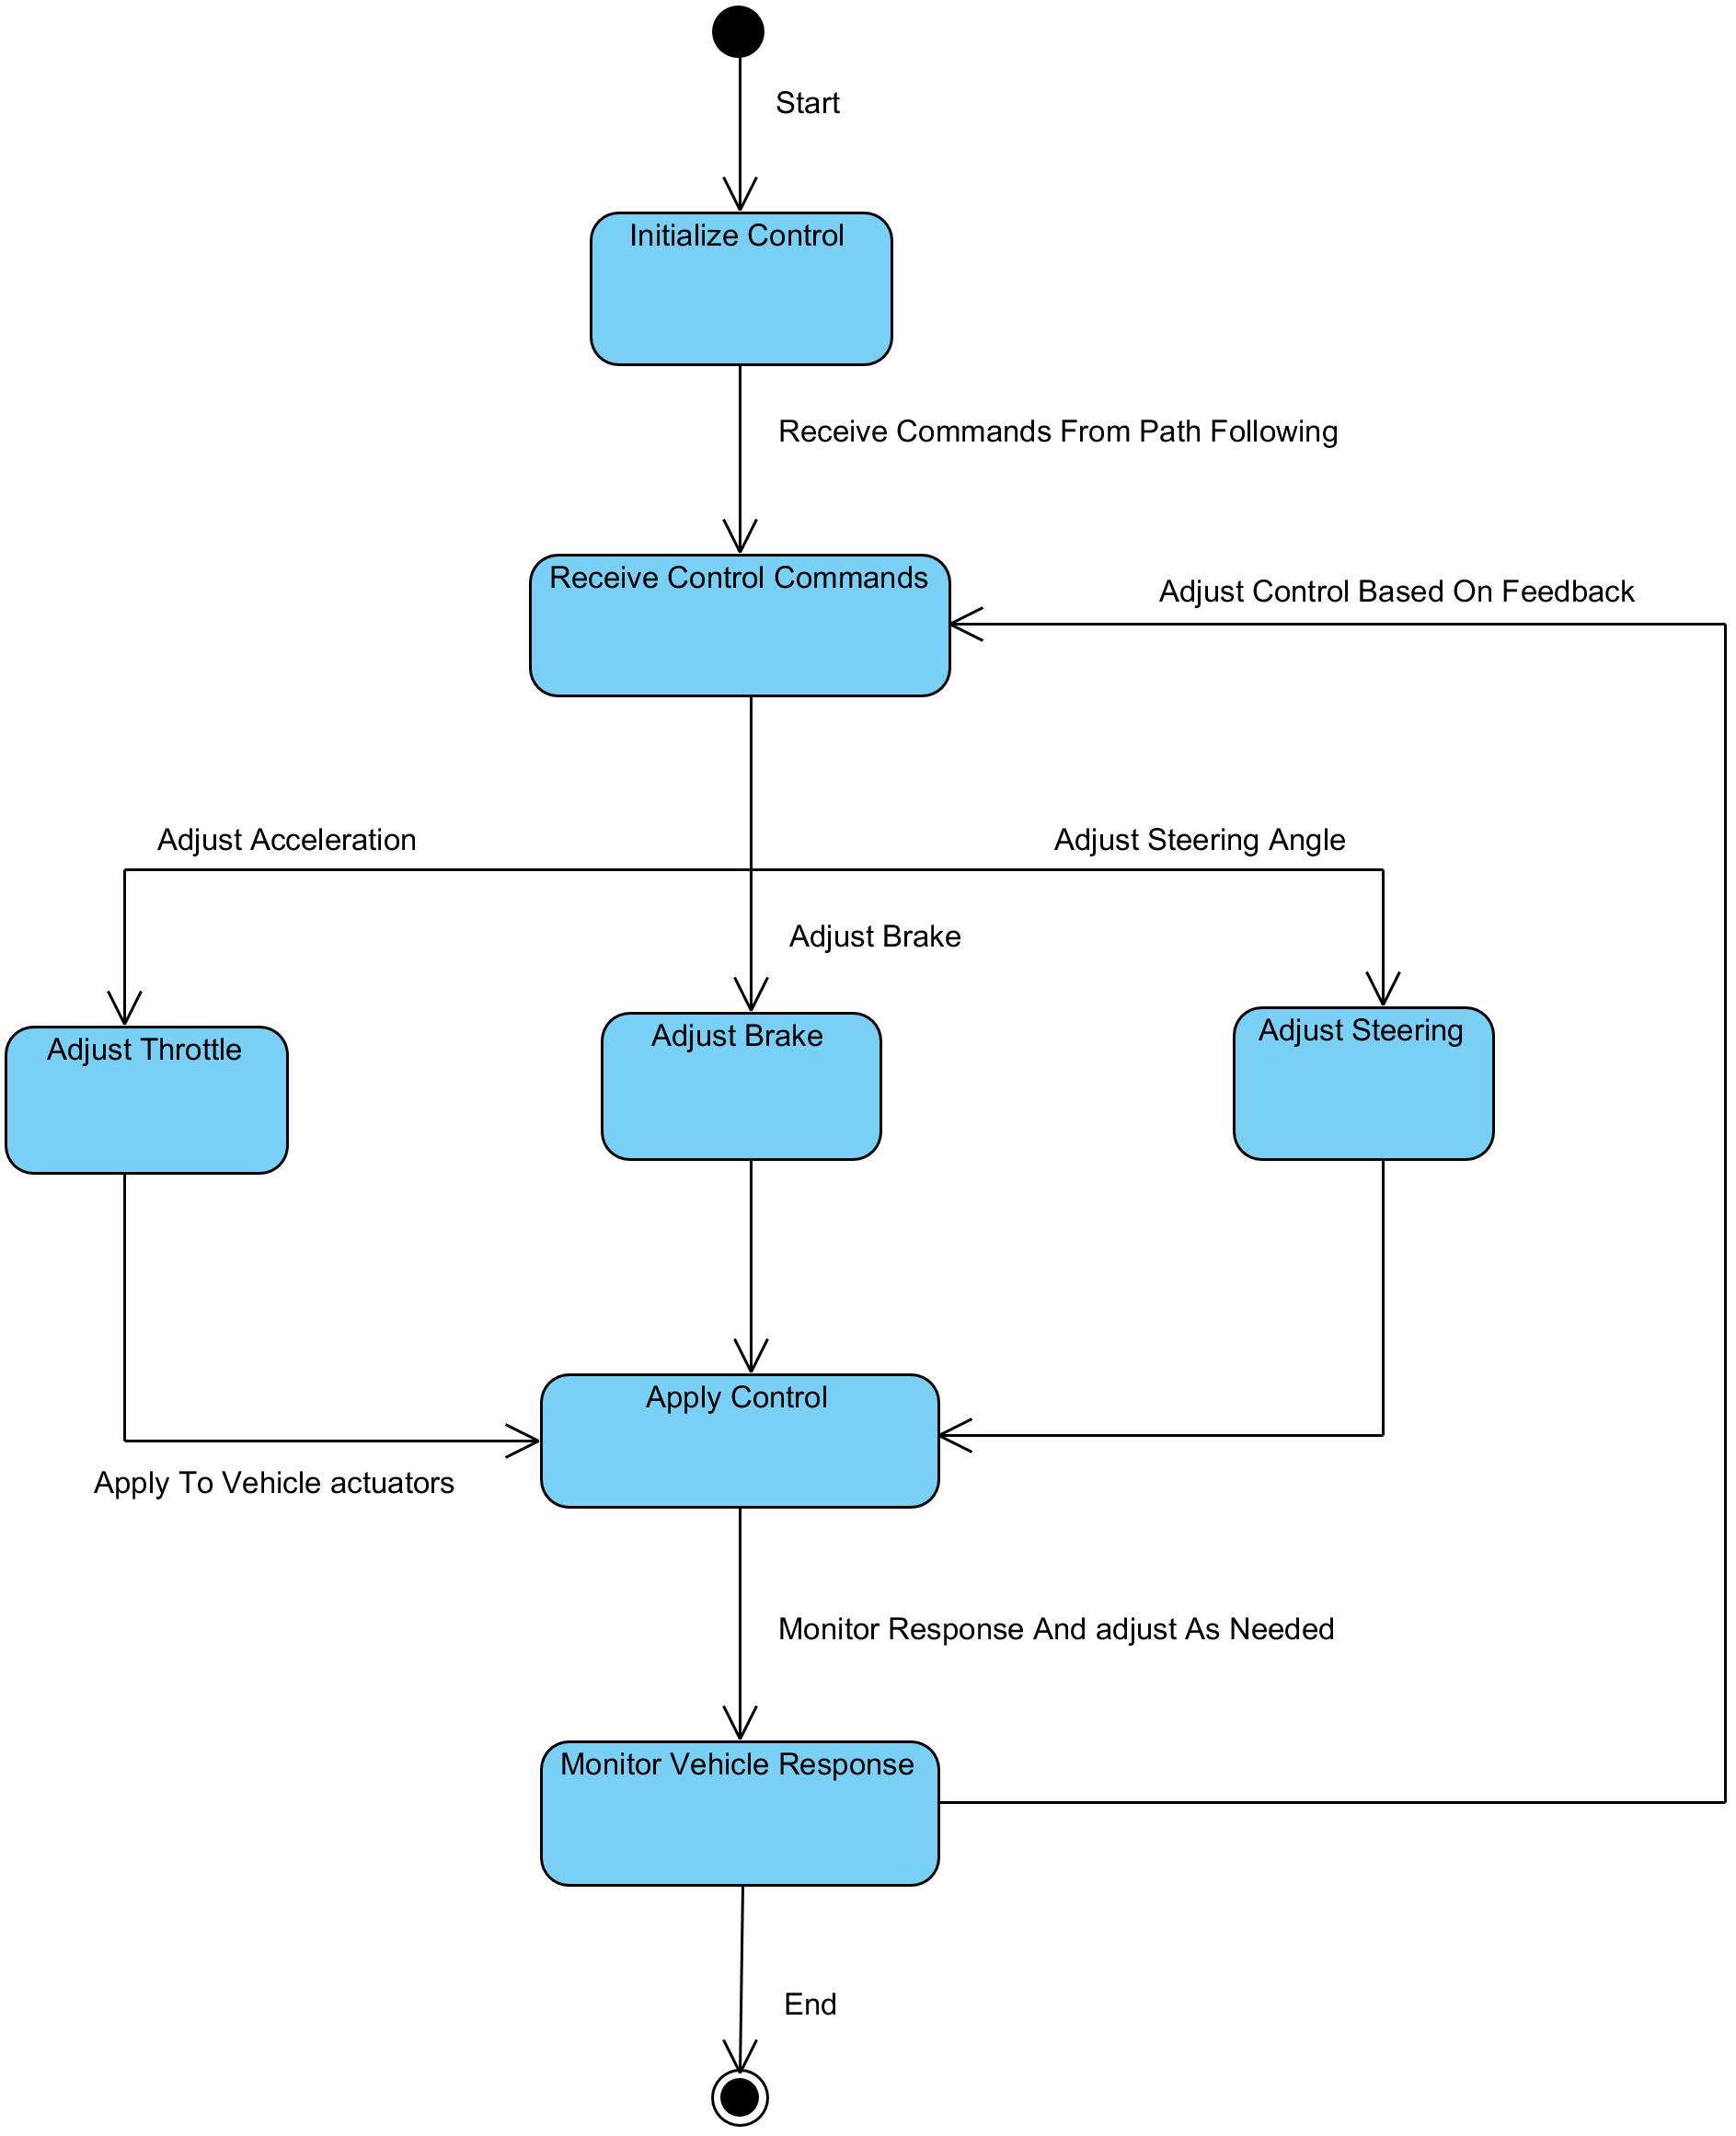 Start
Initialize Control
Receive Commands From Path Following
Receive Control Commands
Adjust Control Based On Feedback
Adjust Acceleration
Adjust Steering Angle
Adjust Brake
Adjust Throttle
Adjust Brake
Adjust Steering
Apply Control
Apply To Vehicle actuators
Monitor Response And adjust As Needed
Monitor Vehicle Response
End